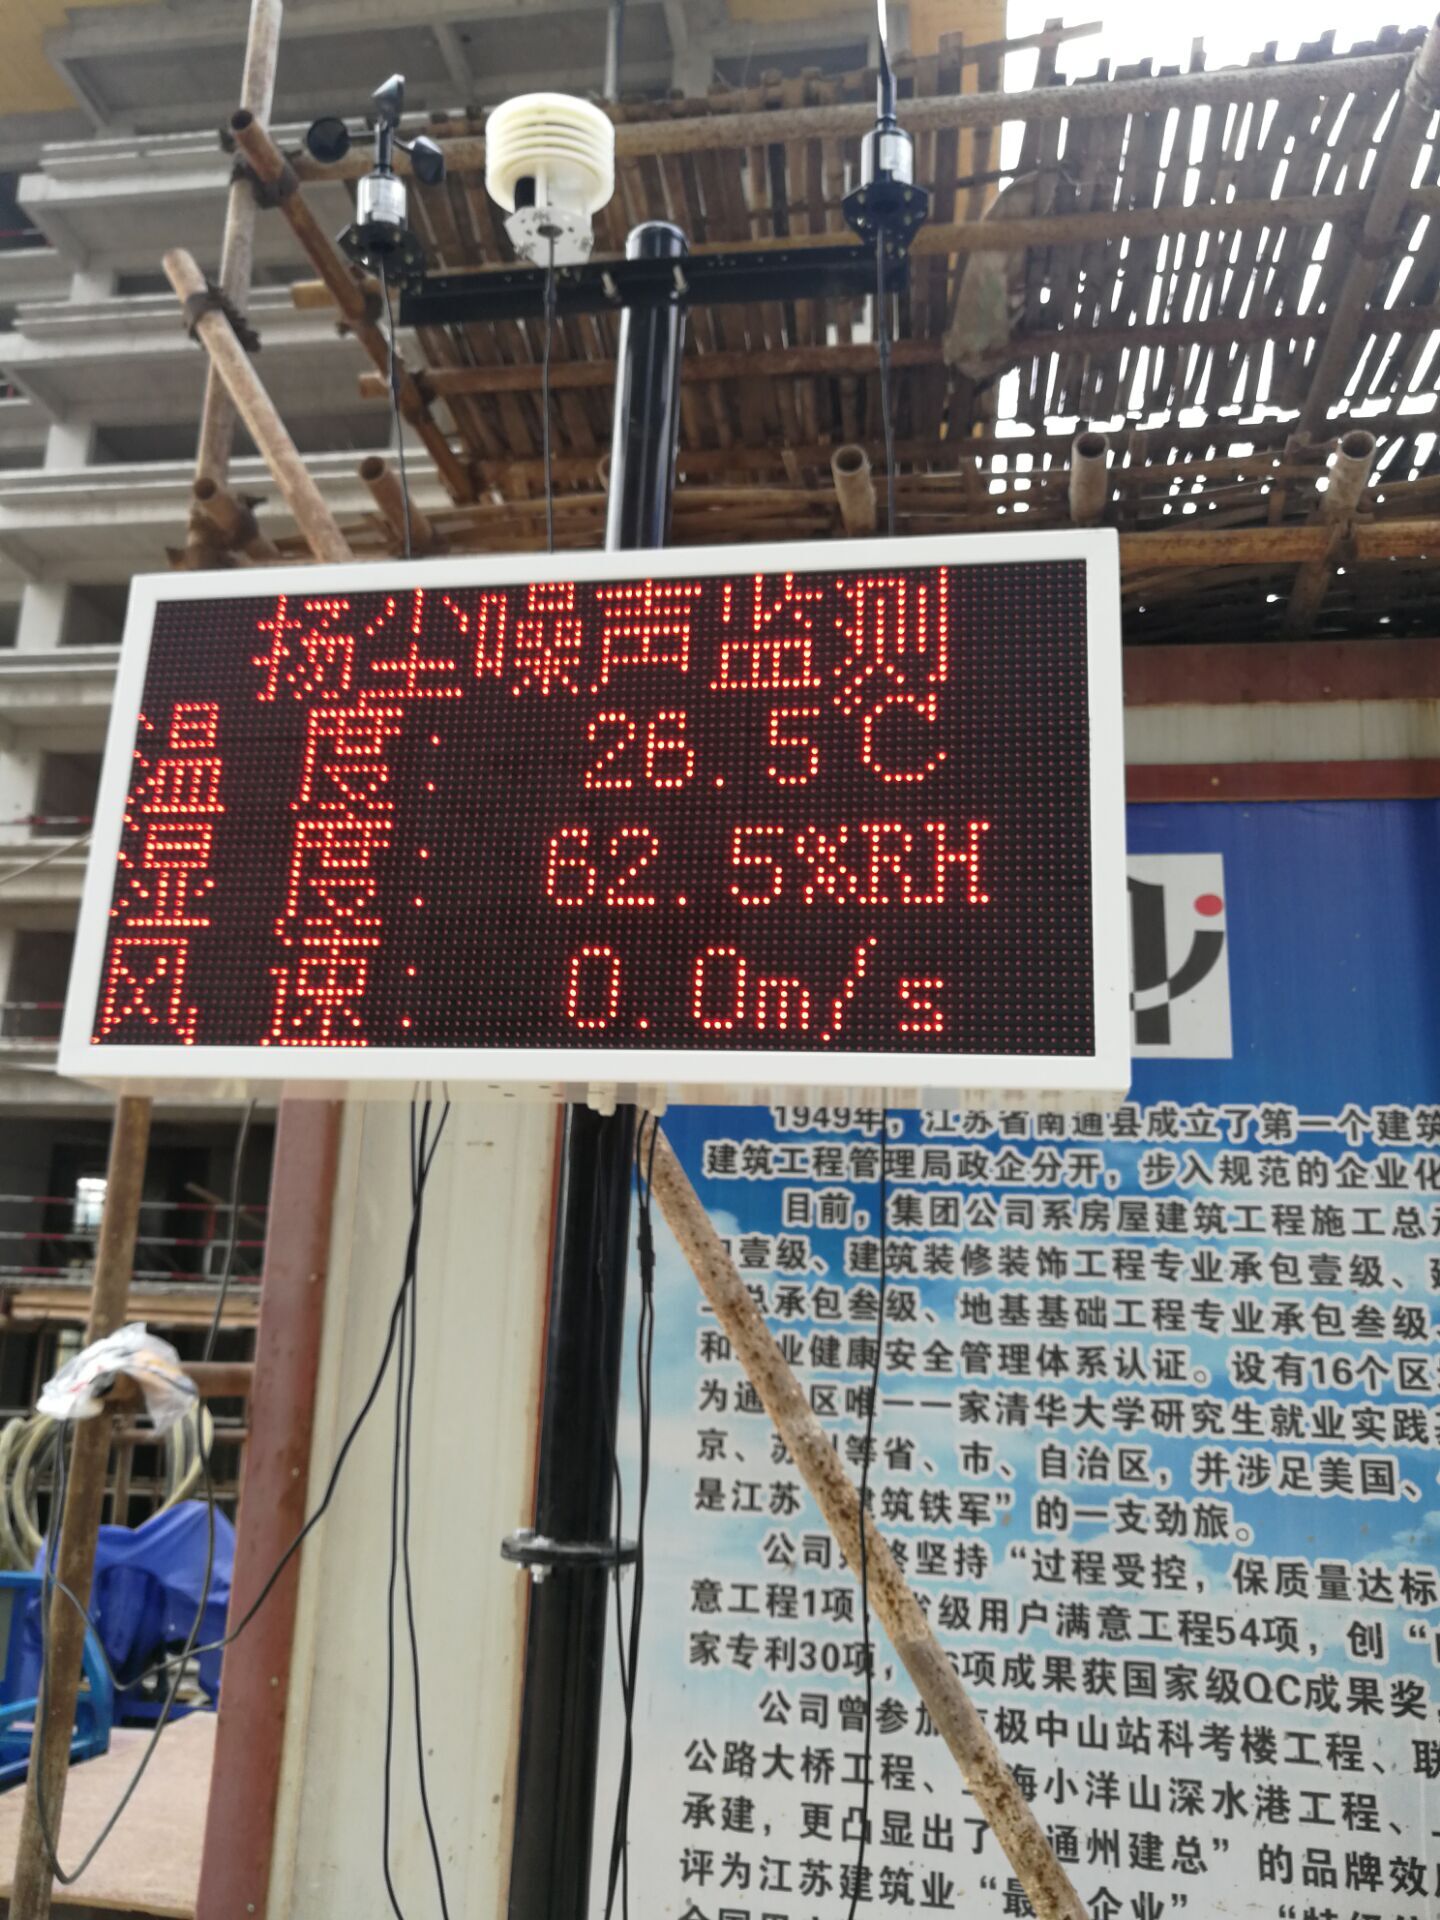 扬尘噪声监测
温 度: 26.5℃
湿 度: 62.5%RH
风 速: 0.0m/s
1949年，江苏省南通县成立了第一个建筑
建筑工程管理局政企分开，步入规范的企业化
目前，集团公司系房屋建筑工程施工总
壹级、建筑装修装饰工程专业承包壹级、
总承包叁级、地基基础工程专业承包叁级、
和 业健康安全管理体系认证。设有16个区
为通 区唯一一家清华大学研究生就业实践
京、苏 等省、市、自治区，并涉足美国、
是江苏 建筑铁军”的一支劲旅。
公司 终坚持“过程受控，保质量达标
意工程1项 省级用户满意工程54项，创“
家专利30项， 6项成果获国家级QC成果奖，
公司曾参加 极中山站科考楼工程、联
公路大桥工程、 海小洋山深水港工程、
承建，更凸显出了 通州建总”的品牌效
评为江苏建筑业“最 企业”、